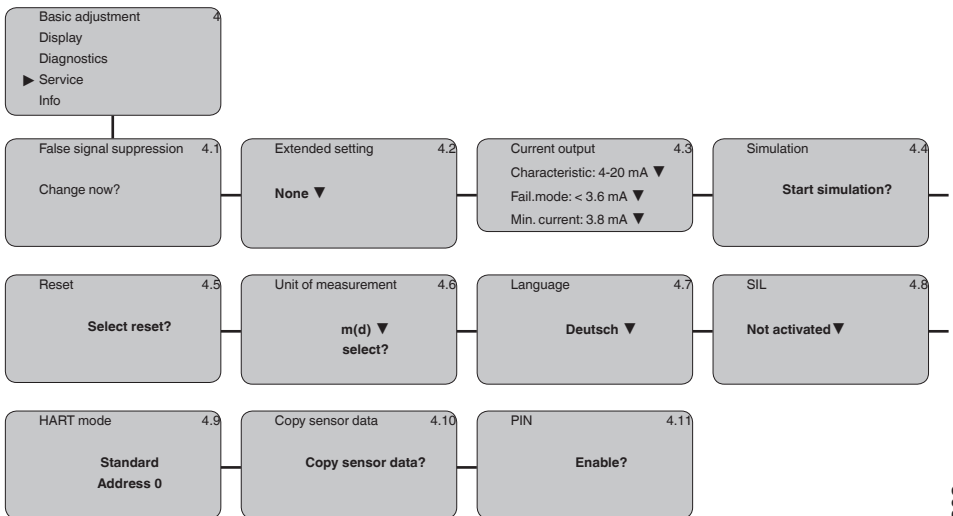 Basic adjustment 4
Display
Diagnostics
▶ Service
Info
False signal suppression 4.1
Change now?
Extended setting 4.2
None ▼
Current output 4.3
Characteristic: 4-20 mA ▼
Fail.mode: < 3.6 mA ▼
Min. current: 3.8 mA ▼
Simulation 4.4
Start simulation?
Reset 4.5
Select reset?
Unit of measurement 4.6
m(d) ▼
select?
Language 4.7
Deutsch ▼
SIL 4.8
Not activated ▼
HART mode 4.9
Standard
Address 0
Copy sensor data 4.10
Copy sensor data?
PIN 4.11
Enable?